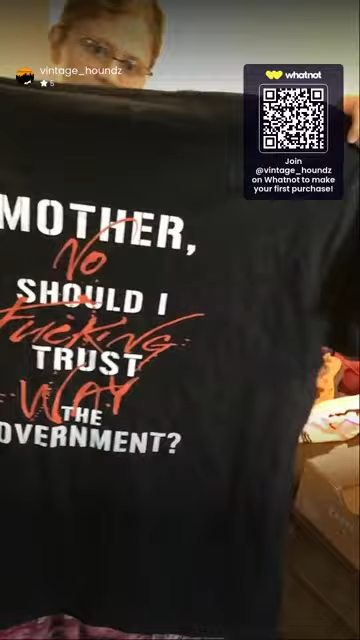 vintage_houndz
★5
whatnot
Join
@vintage_houndz
on Whatnot to make
your first purchase!
MOTHER,
NO
SHOULD I
FUCKING
TRUST
WAY
THE
OVERNMENT?